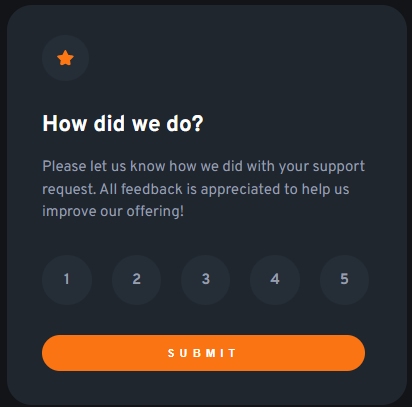 How did we do?
Please let us know how we did with your support
request. All feedback is appreciated to help us
improve our offering!
1 2 3 4 5
SUBMIT